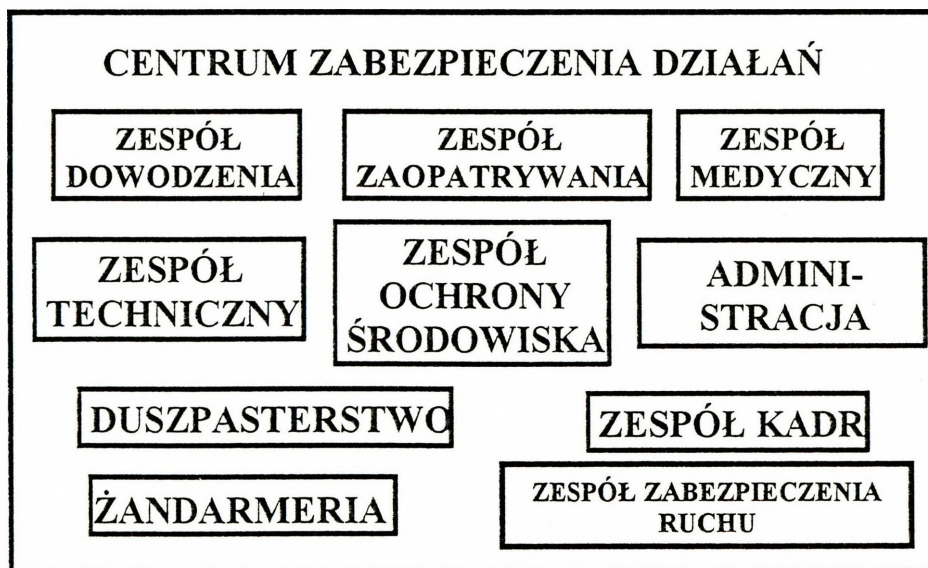 CENTRUM ZABEZPIECZENIA DZIAŁAŃ
ZESPÓŁ
DOWODZENIA
ZESPÓŁ
ZAOPATRYWANIA
ZESPÓŁ
MEDYCZNY
ZESPÓŁ
TECHNICZNY
ZESPÓŁ
OCHRONY
ŚRODOWISKA
ADMINI-
STRACJA
DUSZPASTERSTWO
ZESPÓŁ KADR
ŻANDARMERIA
ZESPÓŁ ZABEZPIECZENIA
RUCHU